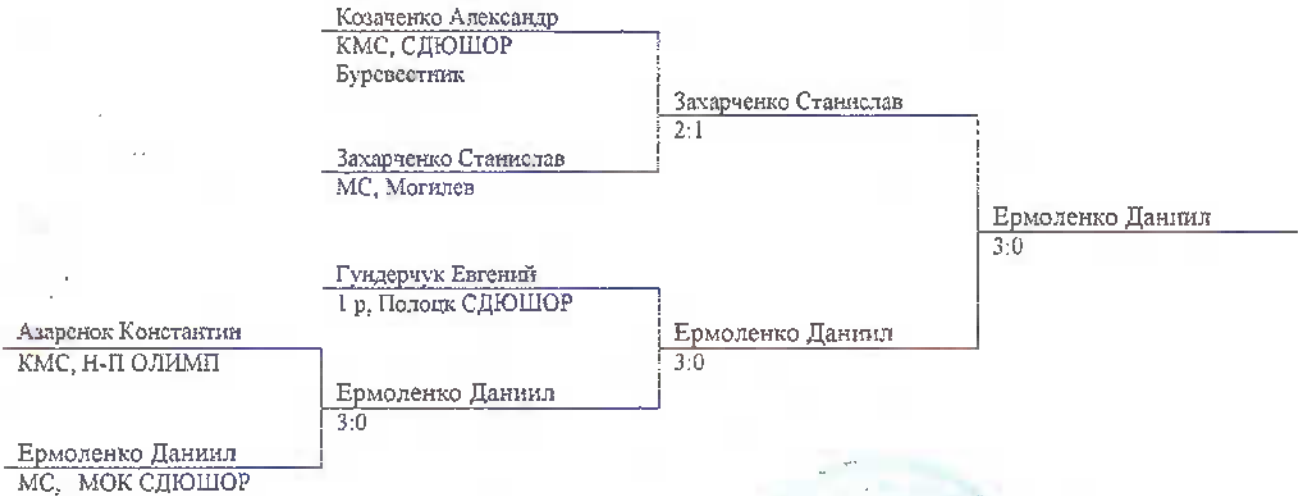 Козаченко Александр
КМС, СДЮШОР
Буревестник
Захарченко Станислав
2:1
Захарченко Станислав
МС, Могилев
Ермоленко Даниил
3:0
Гундерчук Евгений
1 р, Полоцк СДЮШОР
Азаренок Константин
КМС, Н-П ОЛИМП
Ермоленко Даниил
3:0
Ермоленко Даниил
3:0
Ермоленко Даниил
МС, МОК СДЮШОР